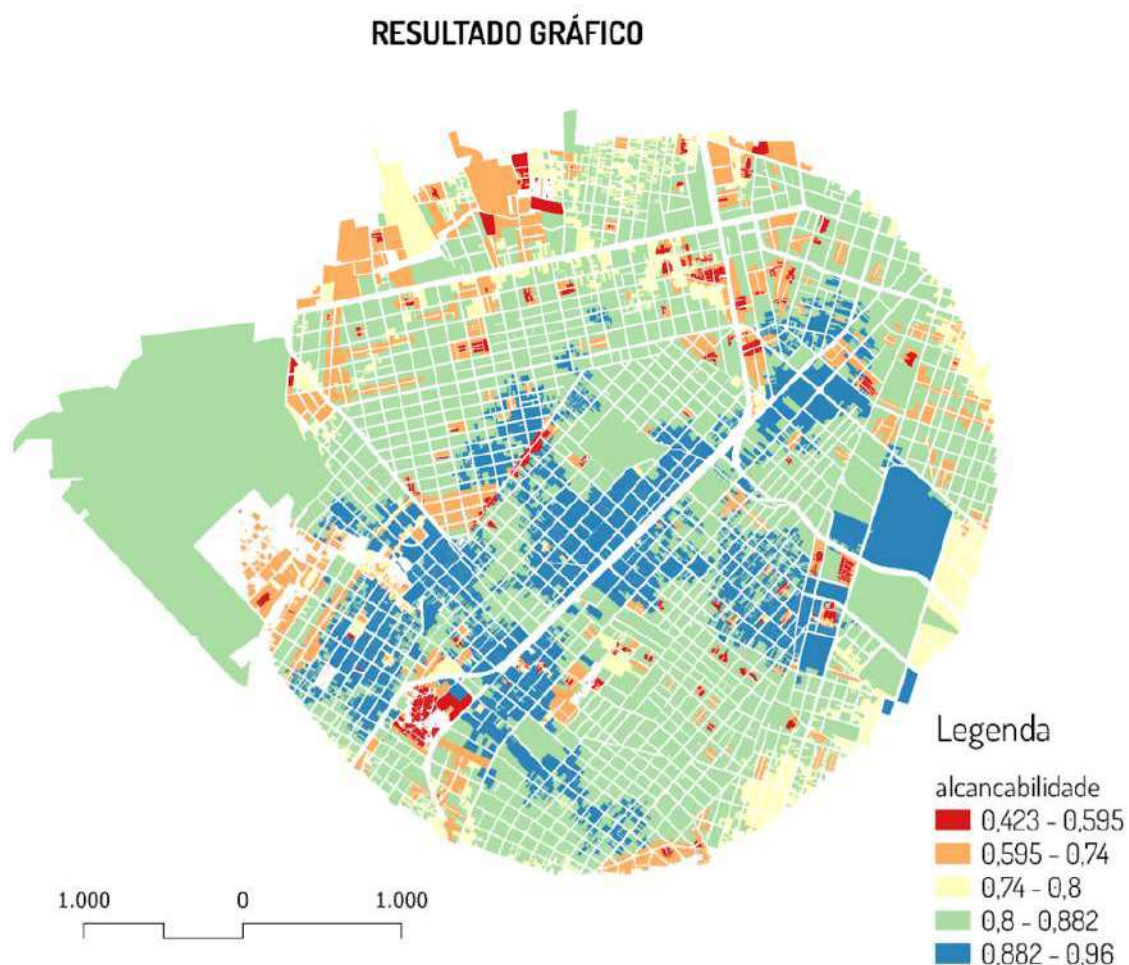 RESULTADO GRÁFICO
Legenda
alcancabilidade
0,423 - 0,595
0,595 - 0,74
0,74 - 0,8
0,8 - 0,882
0,882 - 0,96
1.000 0 1.000